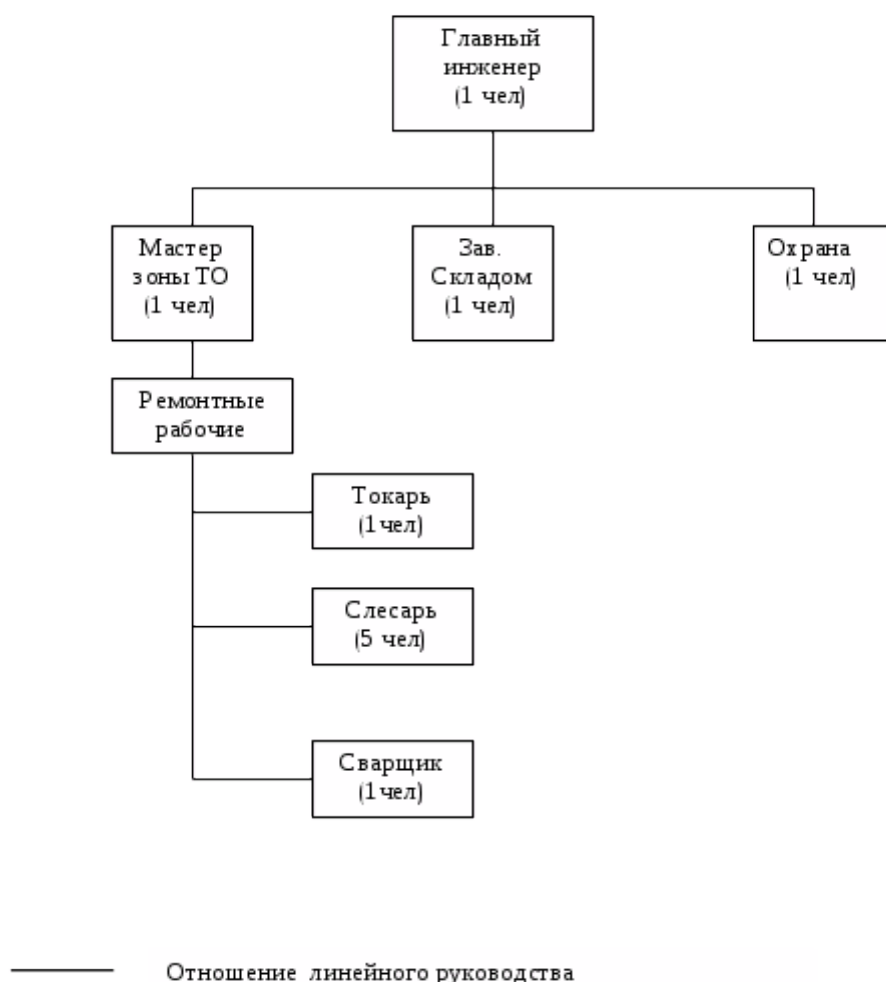 Главный
инженер
(1 чел)
Мастер
зоны ТО
(1 чел)
Зав.
Складом
(1 чел)
Охрана
(1 чел)
Ремонтные
рабочие
Токарь
(1чел)
Слесарь
(5 чел)
Сварщик
(1чел)
Отношение линейного руководства